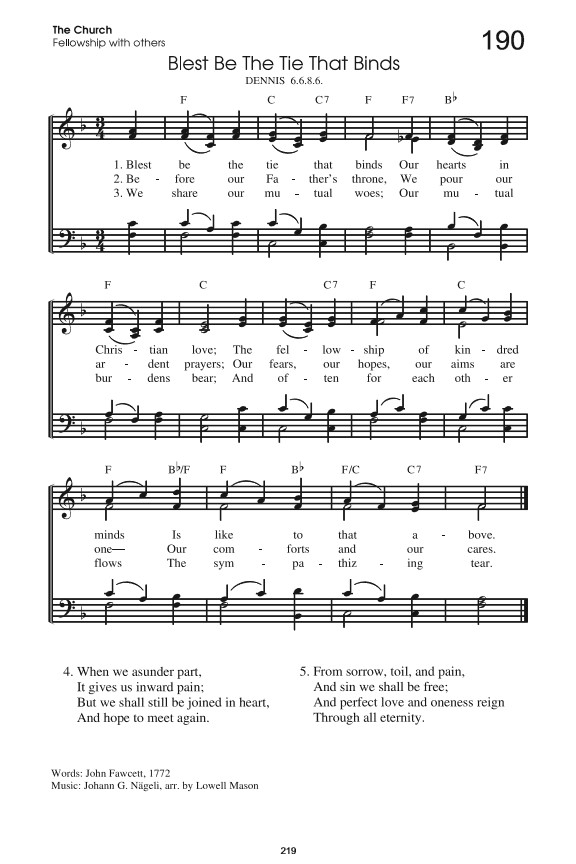 The Church
Fellowship with others
190
Blest Be The Tie That Binds
DENNIS 6.6.8.6.
F C C7 F F7 B♭
1. Blest be the tie that binds Our hearts in
2. Be - fore our Fa - ther's throne, We pour our
3. We share our mu - tual woes; Our mu - tual
F C C7 F C
Chris - tian love; The fel - low - ship of kin - dred
ar - dent prayers; Our fears, our hopes, our aims are
bur - dens bear; And of - ten for each oth - er
F B♭/F F B♭ F/C C7 F7
minds Is like to that a - bove.
one— Our com - forts and our cares.
flows The sym - pa - thiz - ing tear.
4. When we asunder part,
It gives us inward pain;
But we shall still be joined in heart,
And hope to meet again.
5. From sorrow, toil, and pain,
And sin we shall be free;
And perfect love and oneness reign
Through all eternity.
Words: John Fawcett, 1772
Music: Johann G. Nägeli, arr. by Lowell Mason
219